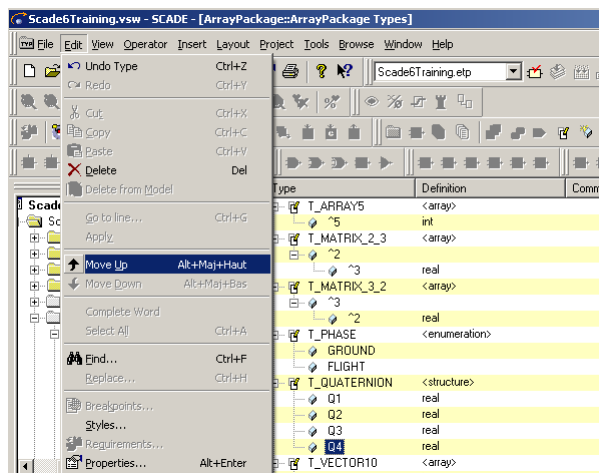 Scade6Training.vsw - SCADE - [ArrayPackage::ArrayPackage Types]
File Edit View Operator Insert Layout Project Tools Browse Window Help
Scade6Training.etp
Undo Type Ctrl+Z
Redo Ctrl+Y
Cut Ctrl+X
Copy Ctrl+C
Paste Ctrl+V
Delete Del
Delete from Model
Go to line... Ctrl+G
Apply
Move Up Alt+Maj+Haut
Move Down Alt+Maj+Bas
Complete Word
Select All Ctrl+A
Find... Ctrl+F
Replace... Ctrl+H
Breakpoints...
Styles...
Requirements...
Properties... Alt+Enter
Type Definition Comm
T_ARRAY5 <array>
^5 int
T_MATRIX_2_3 <array>
^2
^3 real
T_MATRIX_3_2 <array>
^3
^2 real
T_PHASE <enumeration>
GROUND
FLIGHT
T_QUATERNION <structure>
Q1 real
Q2 real
Q3 real
Q4 real
T_VECTOR10 <array>